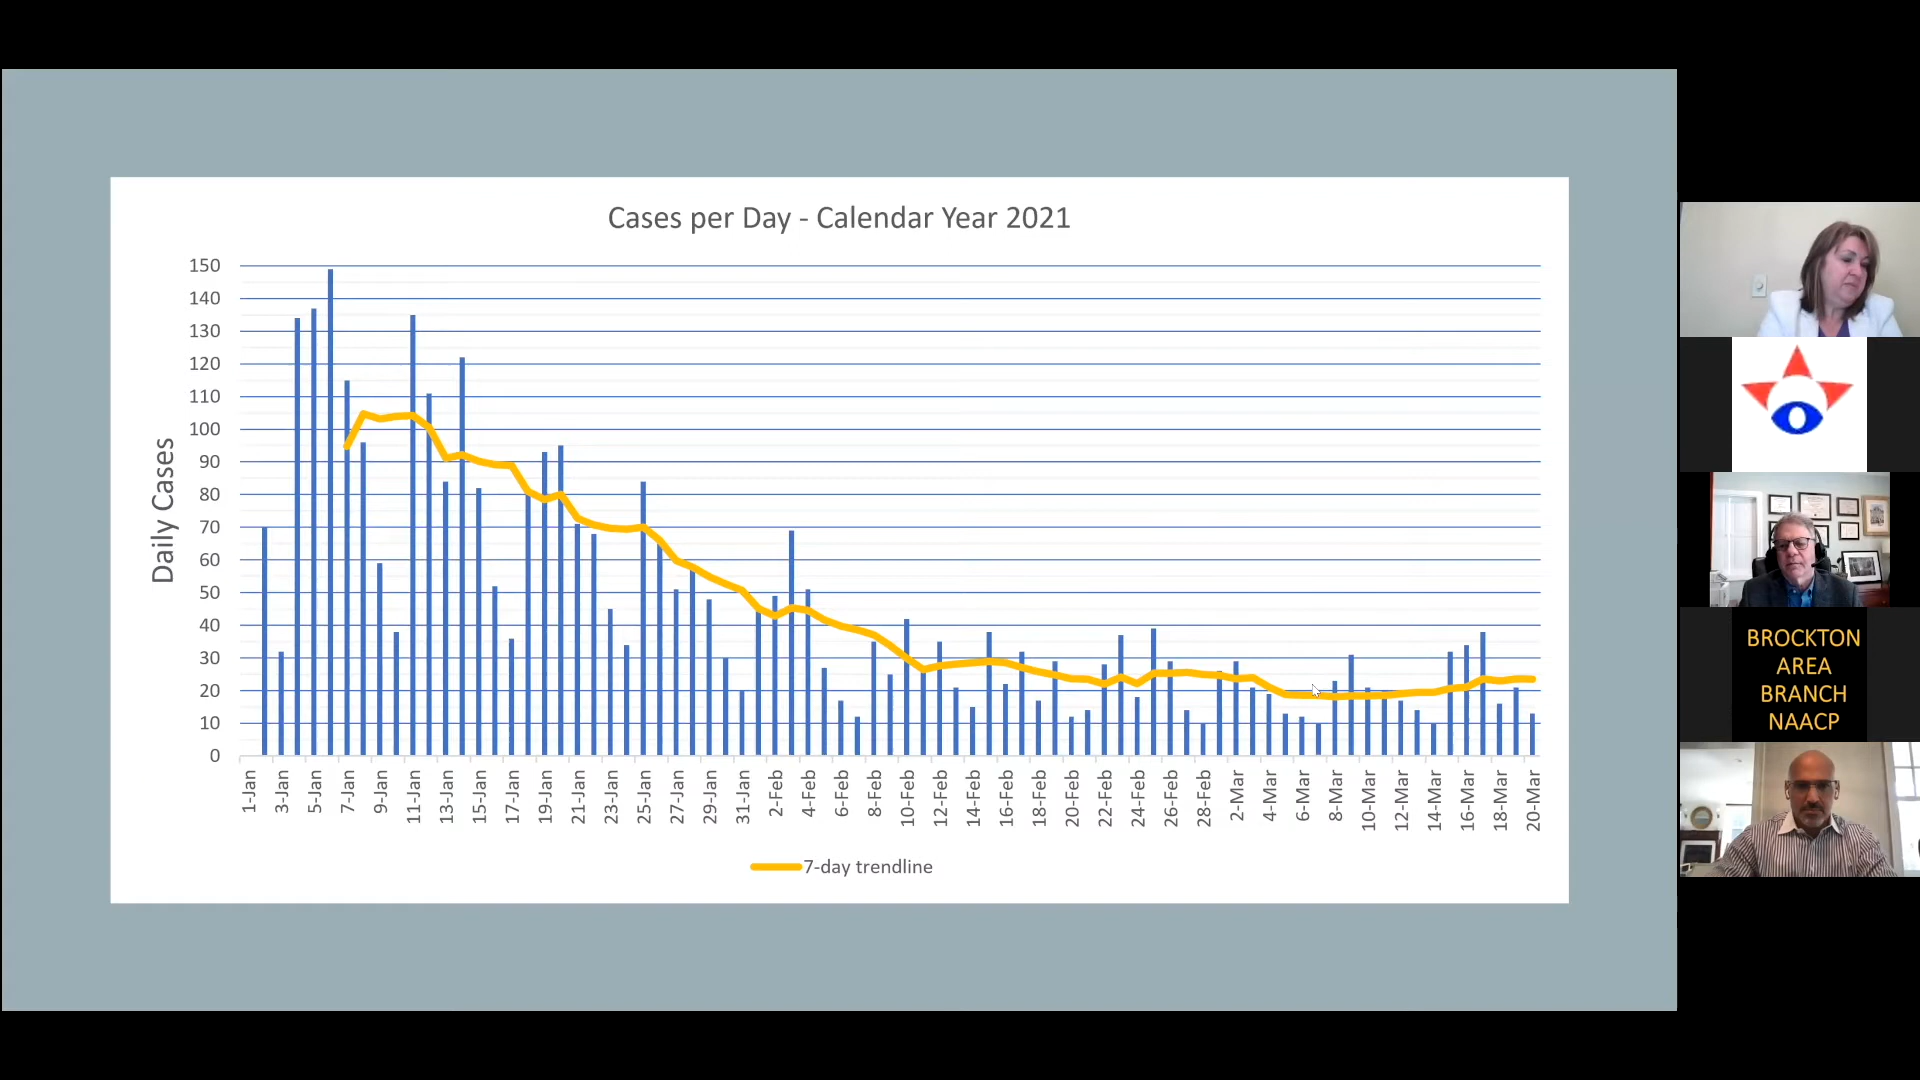 Cases per Day - Calendar Year 2021
Daily Cases
150
140
130
120
110
100
90
80
70
60
50
40
30
20
10
0
1-Jan
3-Jan
5-Jan
7-Jan
9-Jan
11-Jan
13-Jan
15-Jan
17-Jan
19-Jan
21-Jan
23-Jan
25-Jan
27-Jan
29-Jan
31-Jan
2-Feb
4-Feb
6-Feb
8-Feb
10-Feb
12-Feb
14-Feb
16-Feb
18-Feb
20-Feb
22-Feb
24-Feb
26-Feb
28-Feb
2-Mar
4-Mar
6-Mar
8-Mar
10-Mar
12-Mar
14-Mar
16-Mar
18-Mar
20-Mar
7-day trendline
BROCKTON
AREA
BRANCH
NAACP